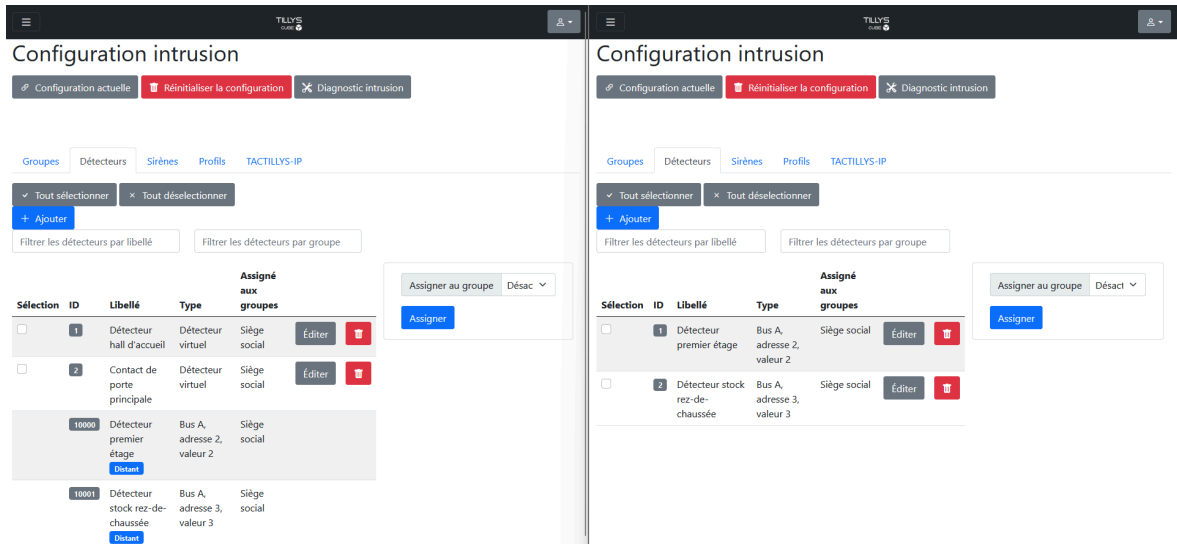 TILLYS
CUBE
Configuration intrusion
Configuration actuelle
Réinitialiser la configuration
Diagnostic intrusion
Groupes
Détecteurs
Sirènes
Profils
TACTILLYS-IP
Tout sélectionner
Tout déselectionner
+ Ajouter
Filtrer les détecteurs par libellé
Filtrer les détecteurs par groupe
Sélection
ID
Libellé
Type
Assigné
aux
groupes
1
Détecteur
hall d'accueil
Détecteur
virtuel
Siège
social
Éditer
2
Contact de
porte
principale
Détecteur
virtuel
Siège
social
Éditer
10000
Détecteur
premier
étage
Distant
Bus A,
adresse 2,
valeur 2
Siège
social
10001
Détecteur
stock rez-de-
chaussée
Distant
Bus A,
adresse 3,
valeur 3
Siège
social
Assigner au groupe
Désac
Assigner
TILLYS
CUBE
Configuration intrusion
Configuration actuelle
Réinitialiser la configuration
Diagnostic intrusion
Groupes
Détecteurs
Sirènes
Profils
TACTILLYS-IP
Tout sélectionner
Tout déselectionner
+ Ajouter
Filtrer les détecteurs par libellé
Filtrer les détecteurs par groupe
Sélection
ID
Libellé
Type
Assigné
aux
groupes
1
Détecteur
premier étage
Bus A,
adresse 2,
valeur 2
Siège social
Éditer
2
Détecteur stock
rez-de-
chaussée
Bus A,
adresse 3,
valeur 3
Siège social
Éditer
Assigner au groupe
Désact
Assigner